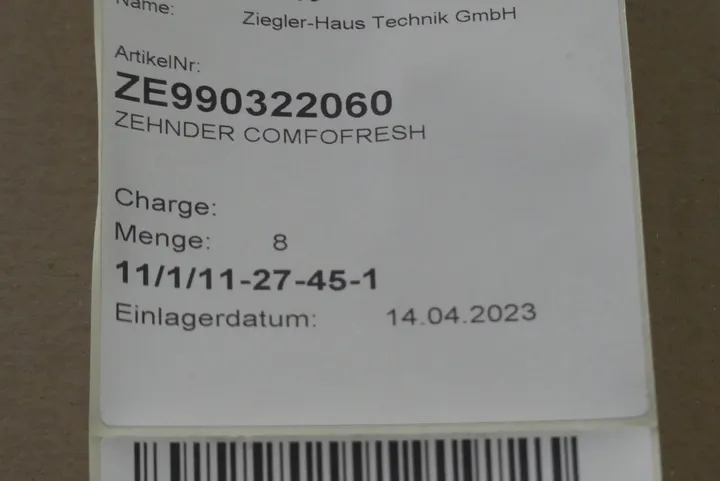 Name: Ziegler-Haus Technik GmbH
ArtikelNr:
ZE990322060
ZEHNDER COMFOFRESH
Charge:
Menge: 8
11/1/11-27-45-1
Einlagerdatum: 14.04.2023